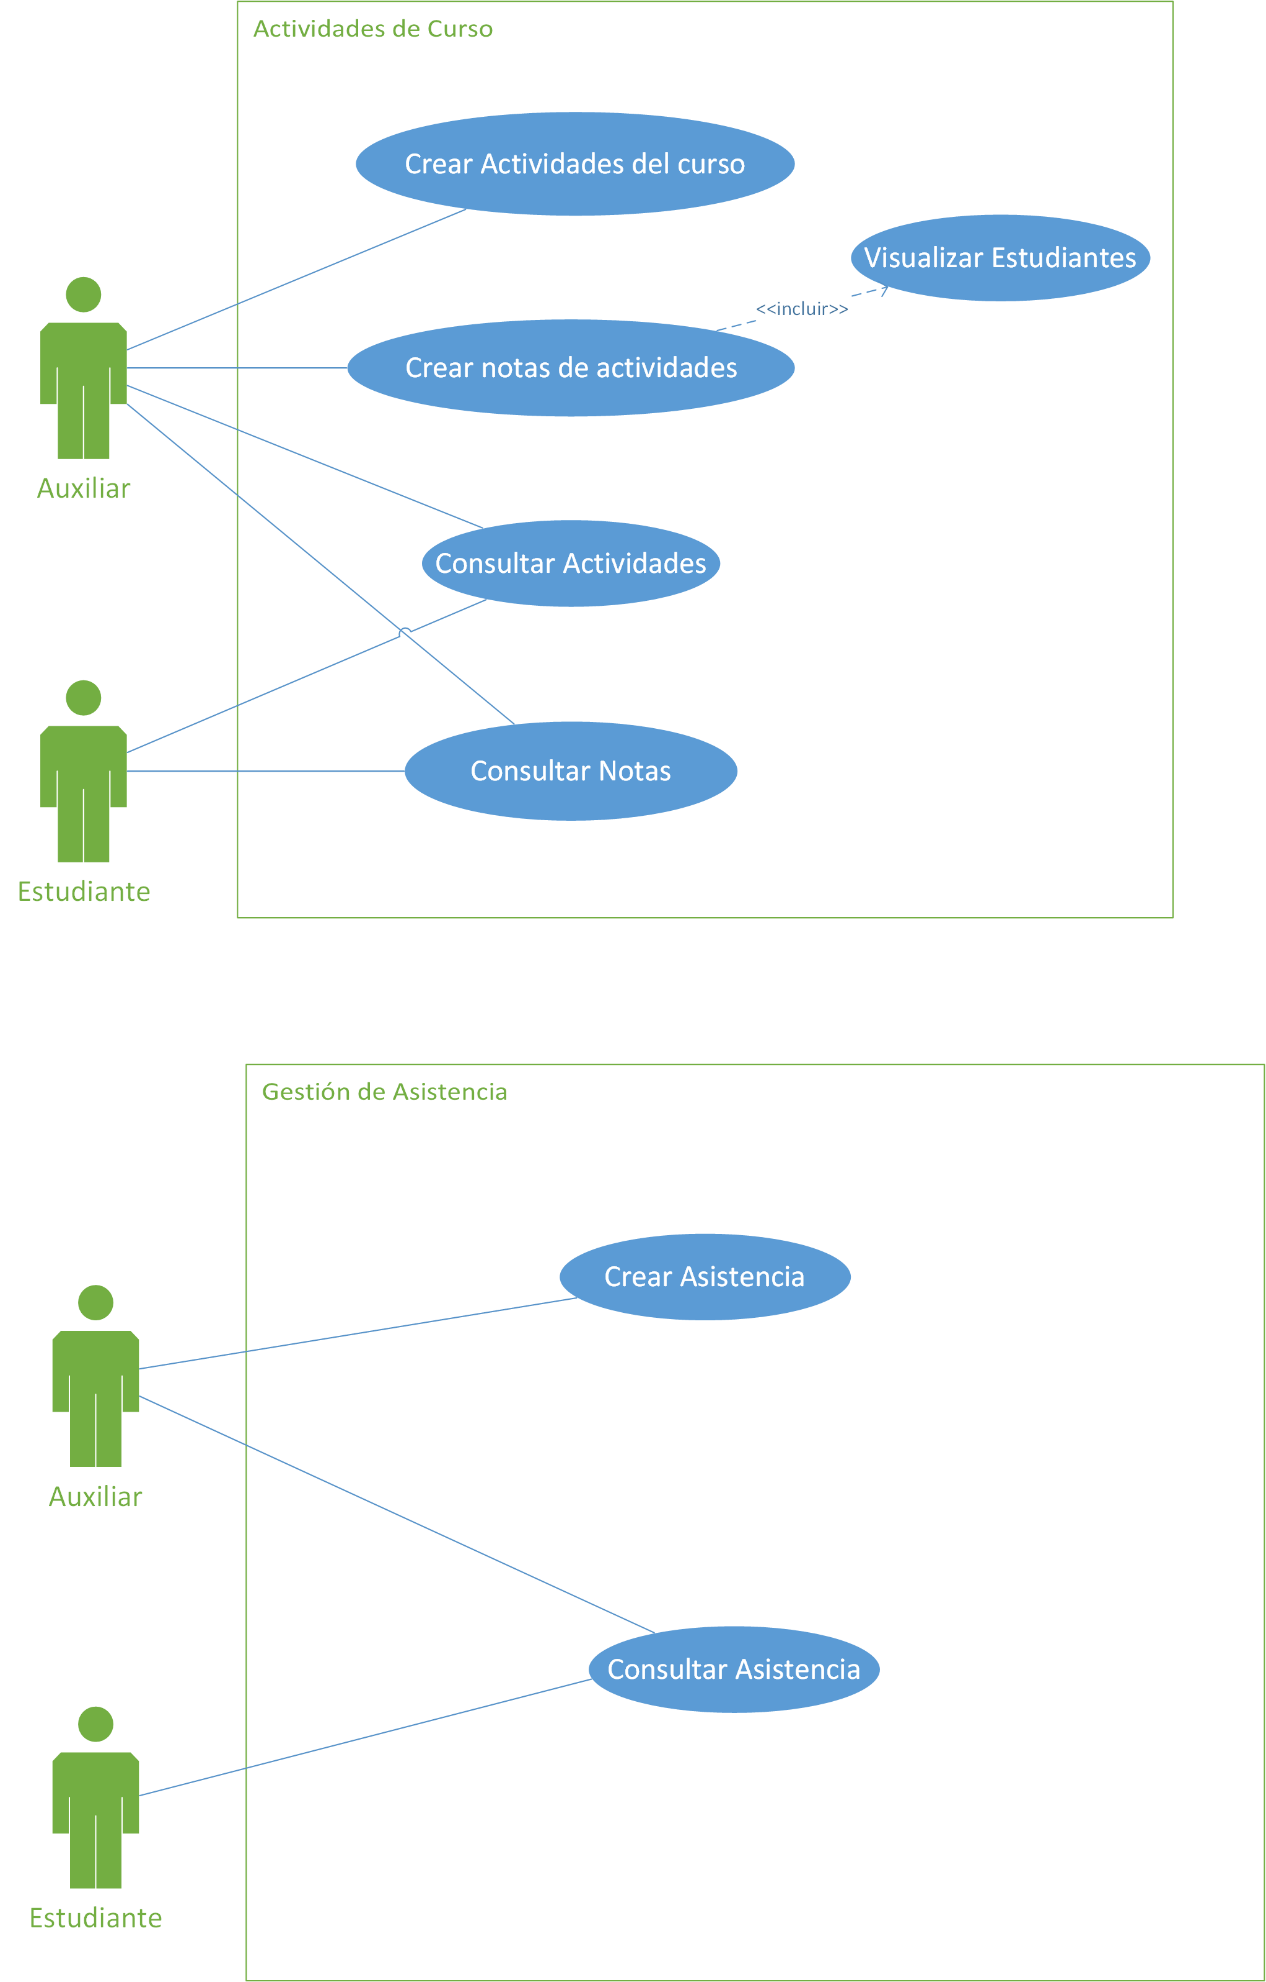 Actividades de Curso
Crear Actividades del curso
Visualizar Estudiantes
<<incluir>>
Crear notas de actividades
Auxiliar
Consultar Actividades
Consultar Notas
Estudiante
Gestión de Asistencia
Crear Asistencia
Auxiliar
Consultar Asistencia
Estudiante